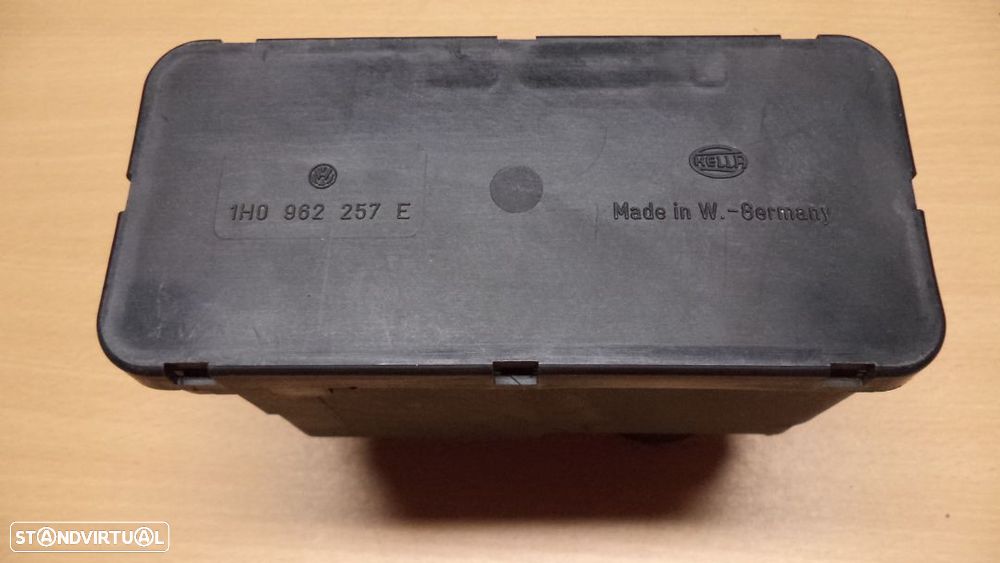 HELLA
1H0 962 257 E
Made in W.-Germany
STANDVIRTUAL